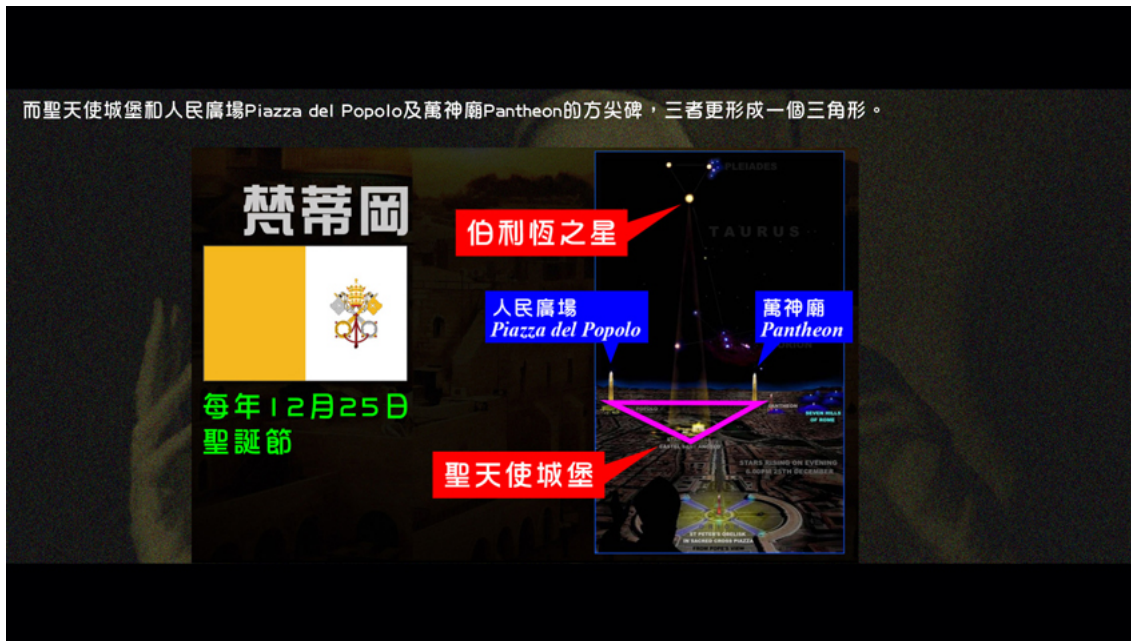 而聖天使城堡和人民廣場Piazza del Popolo及萬神廟Pantheon的方尖碑，三者更形成一個三角形。
梵蒂岡
每年12月25日
聖誕節
PLEIADES
伯利恆之星
TAURUS
人民廣場
Piazza del Popolo
萬神廟
Pantheon
PANTHEON
SEVEN HILLS
OF ROME
聖天使城堡
STARS RISING ON EVENING
6.00PM 25TH DECEMBER
ST PETER'S OBELISK
IN SACRED CROSS PIAZZA
FROM POPE'S VIEW